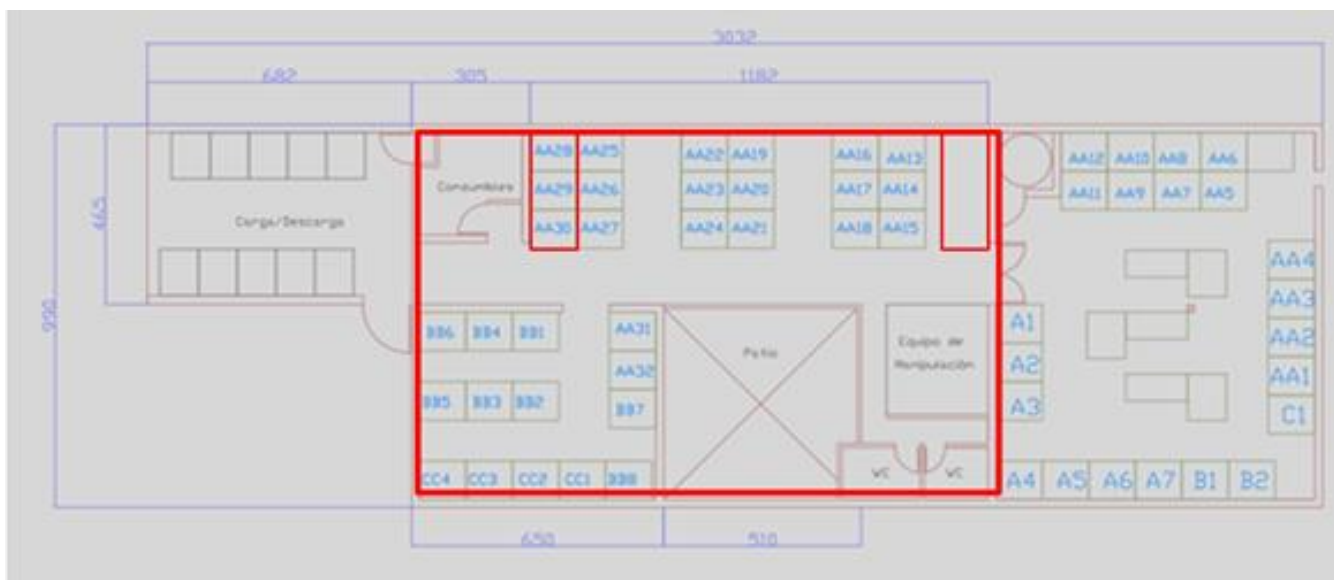 3032
682 305 1182
AA28 AA25 AA22 AA19 AA16 AA13 AA12 AA10 AA8 AA6
Consumibles AA29 AA26 AA23 AA20 AA17 AA14 AA11 AA9 AA7 AA5
465 Carga/Descarga AA30 AA27 AA24 AA21 AA18 AA15
AA4
AA3
990 BB6 BB4 BB1 AA31 Patio Equipo de Manipulación A1 AA2
AA32 A2 AA1
BB5 BB3 BB2 BB7 A3 C1
CC4 CC3 CC2 CC1 BB8 VC VC A4 A5 A6 A7 B1 B2
650 510